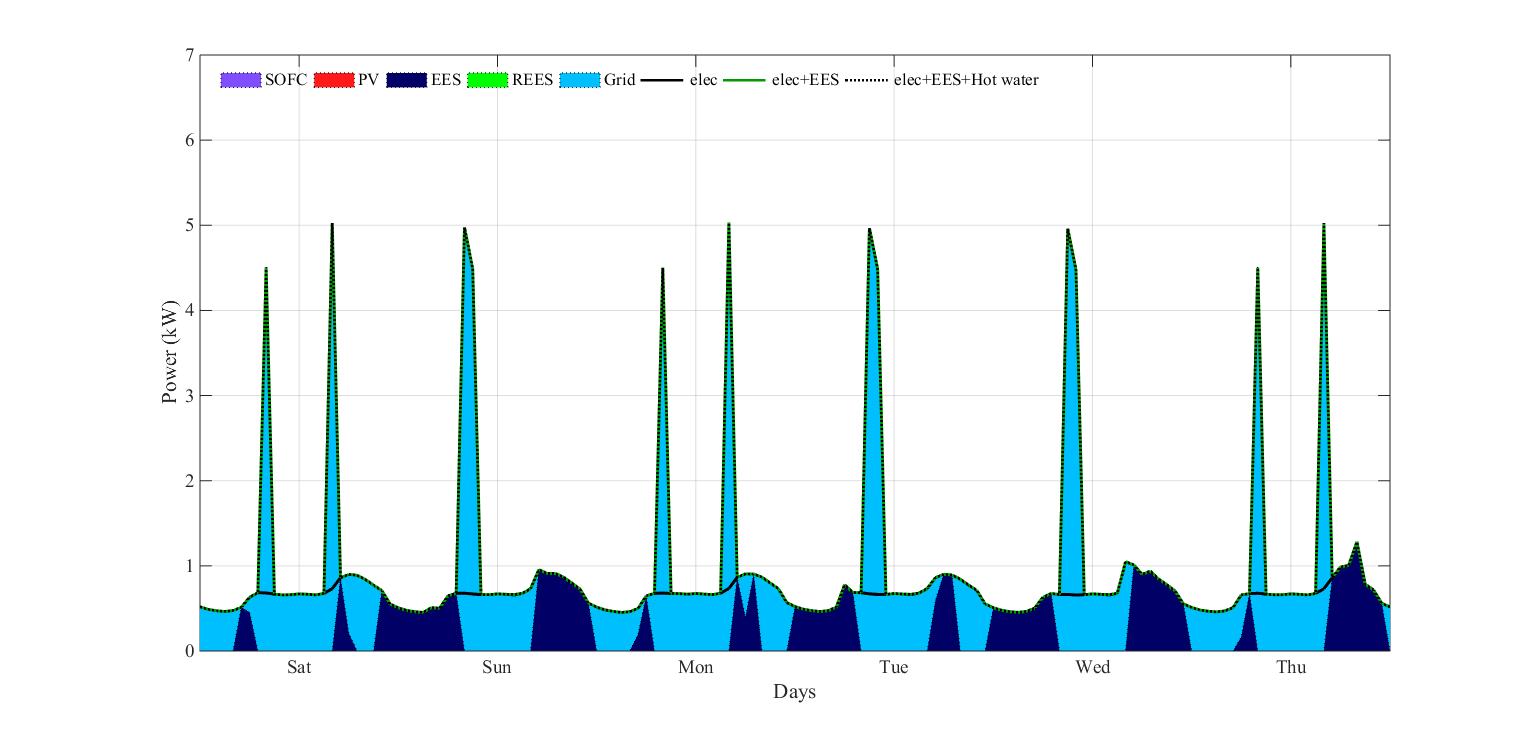 7
SOFC PV EES REES Grid elec elec+EES elec+EES+Hot water
6
5
4
3
2
1
0
Power (kW)
Sat Sun Mon Tue Wed Thu
Days